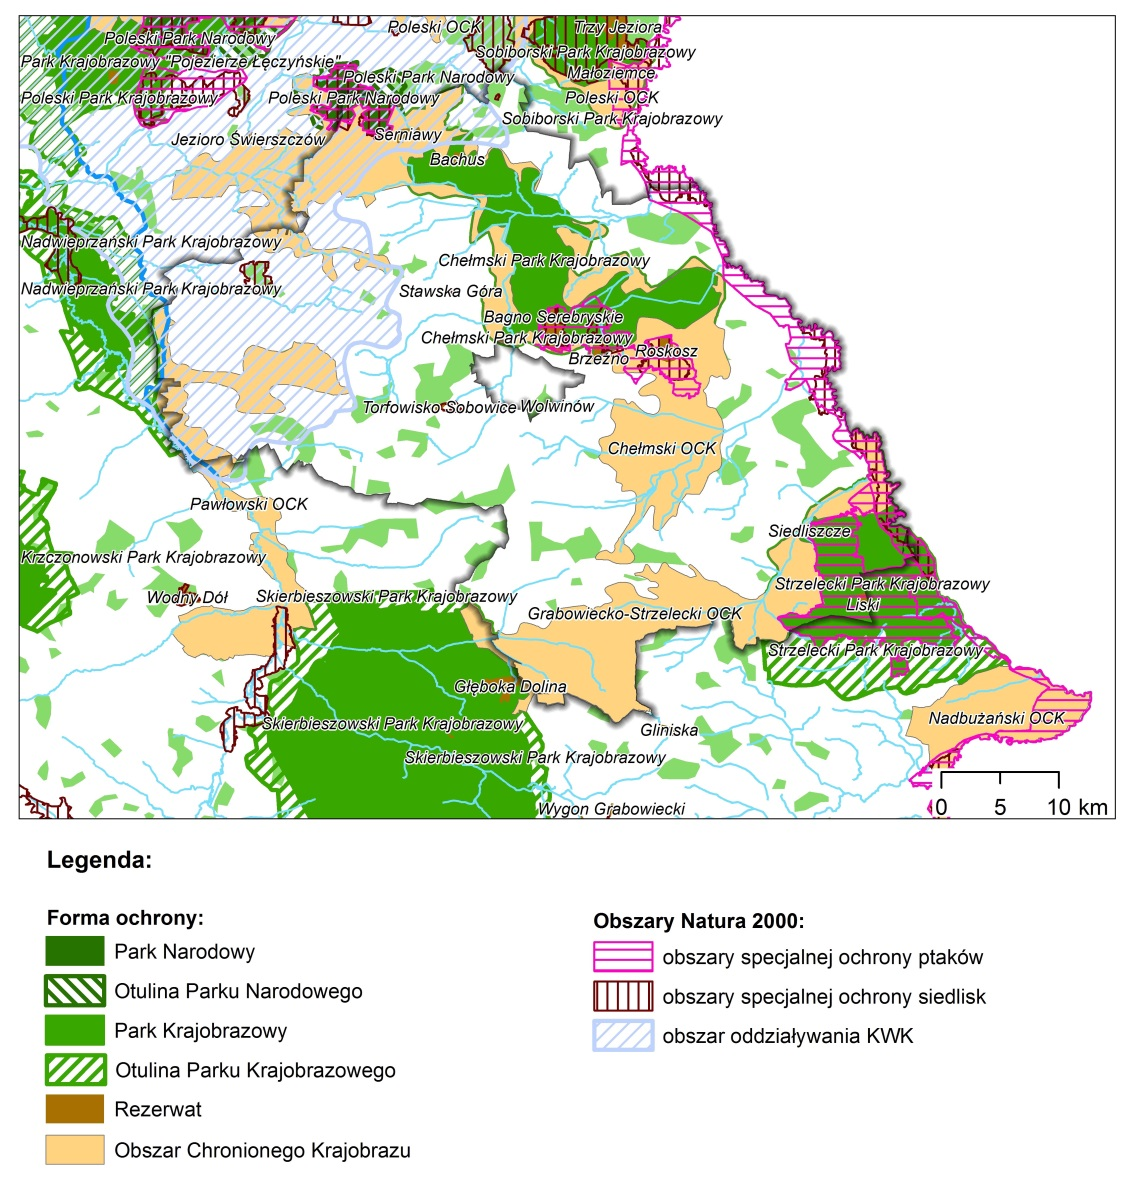 Poleski OCK
Trzy Jeziora
Poleski Park Narodowy
Sobiborski Park Krajobrazowy
Park Krajobrazowy "Pojezierze Łęczyńskie"
Małoziemce
Poleski Park Narodowy
Poleski Park Krajobrazowy
Poleski Park Narodowy
Poleski OCK
Sobiborski Park Krajobrazowy
Jezioro Świerszczów
Serniawy
Bachus
Nadwieprzański Park Krajobrazowy
Chełmski Park Krajobrazowy
Nadwieprzański Park Krajobrazowy
Stawska Góra
Bagno Serebryskie
Chełmski Park Krajobrazowy
Brzeźno
Roskosz
Torfowisko Sobowice
Wolwinów
Chełmski OCK
Pawłowski OCK
Siedliszcze
Krzczonowski Park Krajobrazowy
Strzelecki Park Krajobrazowy
Wodny Dół
Skierbieszowski Park Krajobrazowy
Liski
Grabowiecko-Strzelecki OCK
Strzelecki Park Krajobrazowy
Głęboka Dolina
Skierbieszowski Park Krajobrazowy
Gliniska
Nadbużański OCK
Skierbieszowski Park Krajobrazowy
Wygon Grabowiecki
0 5 10 km
Legenda:
Forma ochrony:
Park Narodowy
Otulina Parku Narodowego
Park Krajobrazowy
Otulina Parku Krajobrazowego
Rezerwat
Obszar Chronionego Krajobrazu
Obszary Natura 2000:
obszary specjalnej ochrony ptaków
obszary specjalnej ochrony siedlisk
obszar oddziaływania KWK